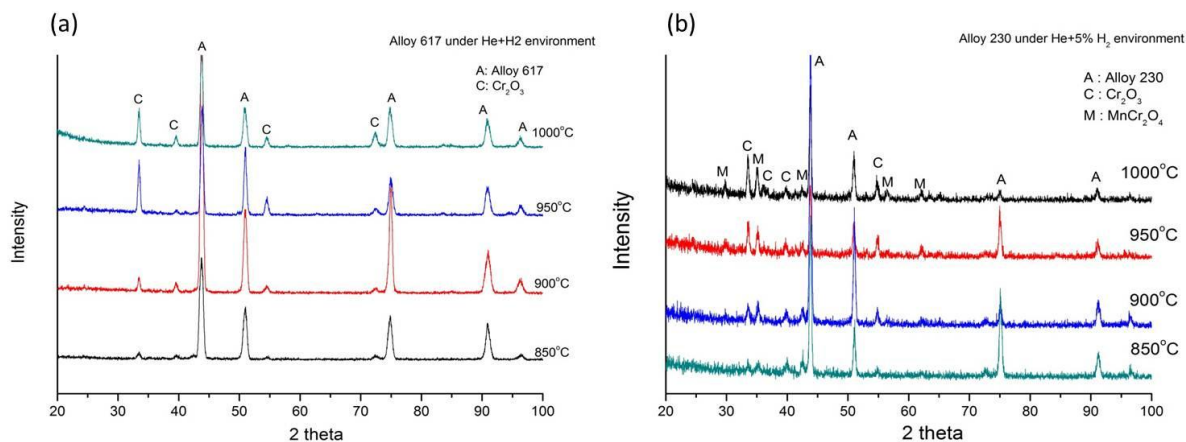 (a)
Alloy 617 under He+H2 environment
A
A: Alloy 617
C: Cr₂O₃
C
C
A
C
C
A
A
A
1000°C
950°C
900°C
850°C
Intensity
20 30 40 50 60 70 80 90 100
2 theta
(b)
Alloy 230 under He+5% H₂ environment
A
A : Alloy 230
C : Cr₂O₃
M : MnCr₂O₄
M
C
M
C
C
M
A
C
M
M
A
A
1000°C
950°C
900°C
850°C
Intensity
20 30 40 50 60 70 80 90 100
2 theta